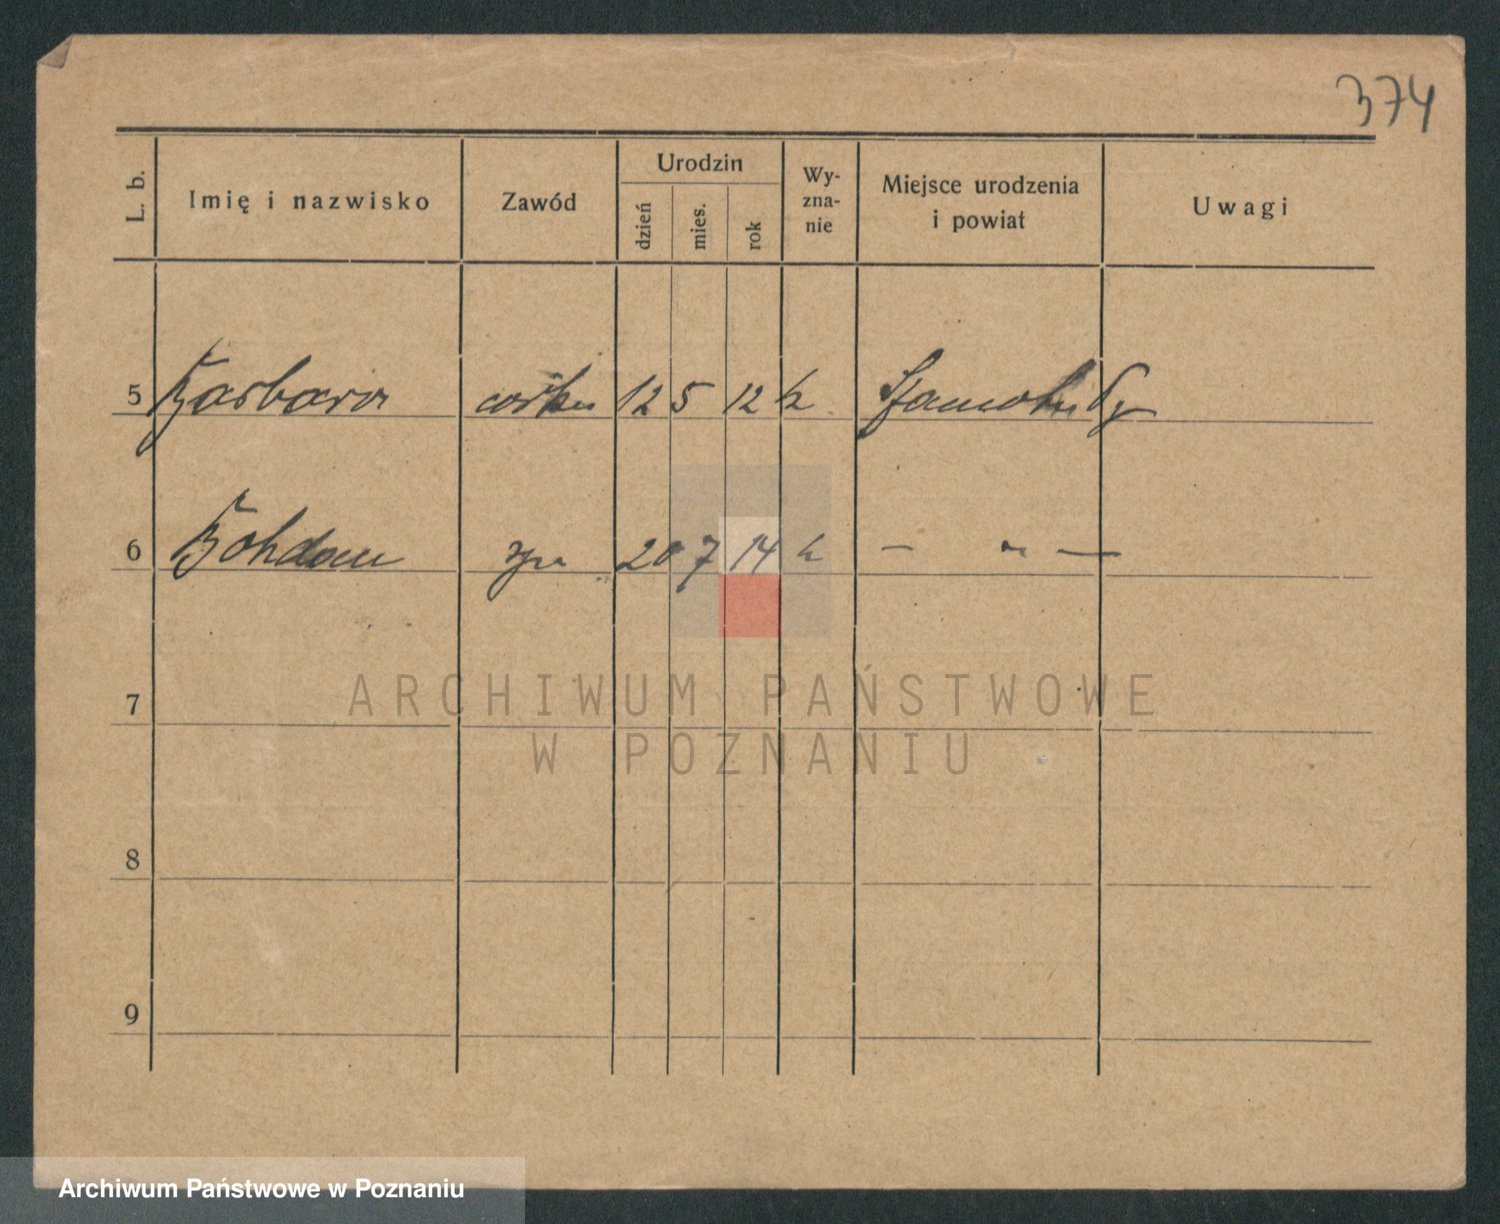 374
L. b. Imię i nazwisko Zawód Urodzin Wy-zna-nie Miejsce urodzenia i powiat Uwagi
dzień mies. rok
5 Barbara córka 12 5 12 k
6 Bohdan syn 20 7 14 k — " —
7
8
9
ARCHIWUM PAŃSTWOWE
W POZNANIU
Archiwum Państwowe w Poznaniu